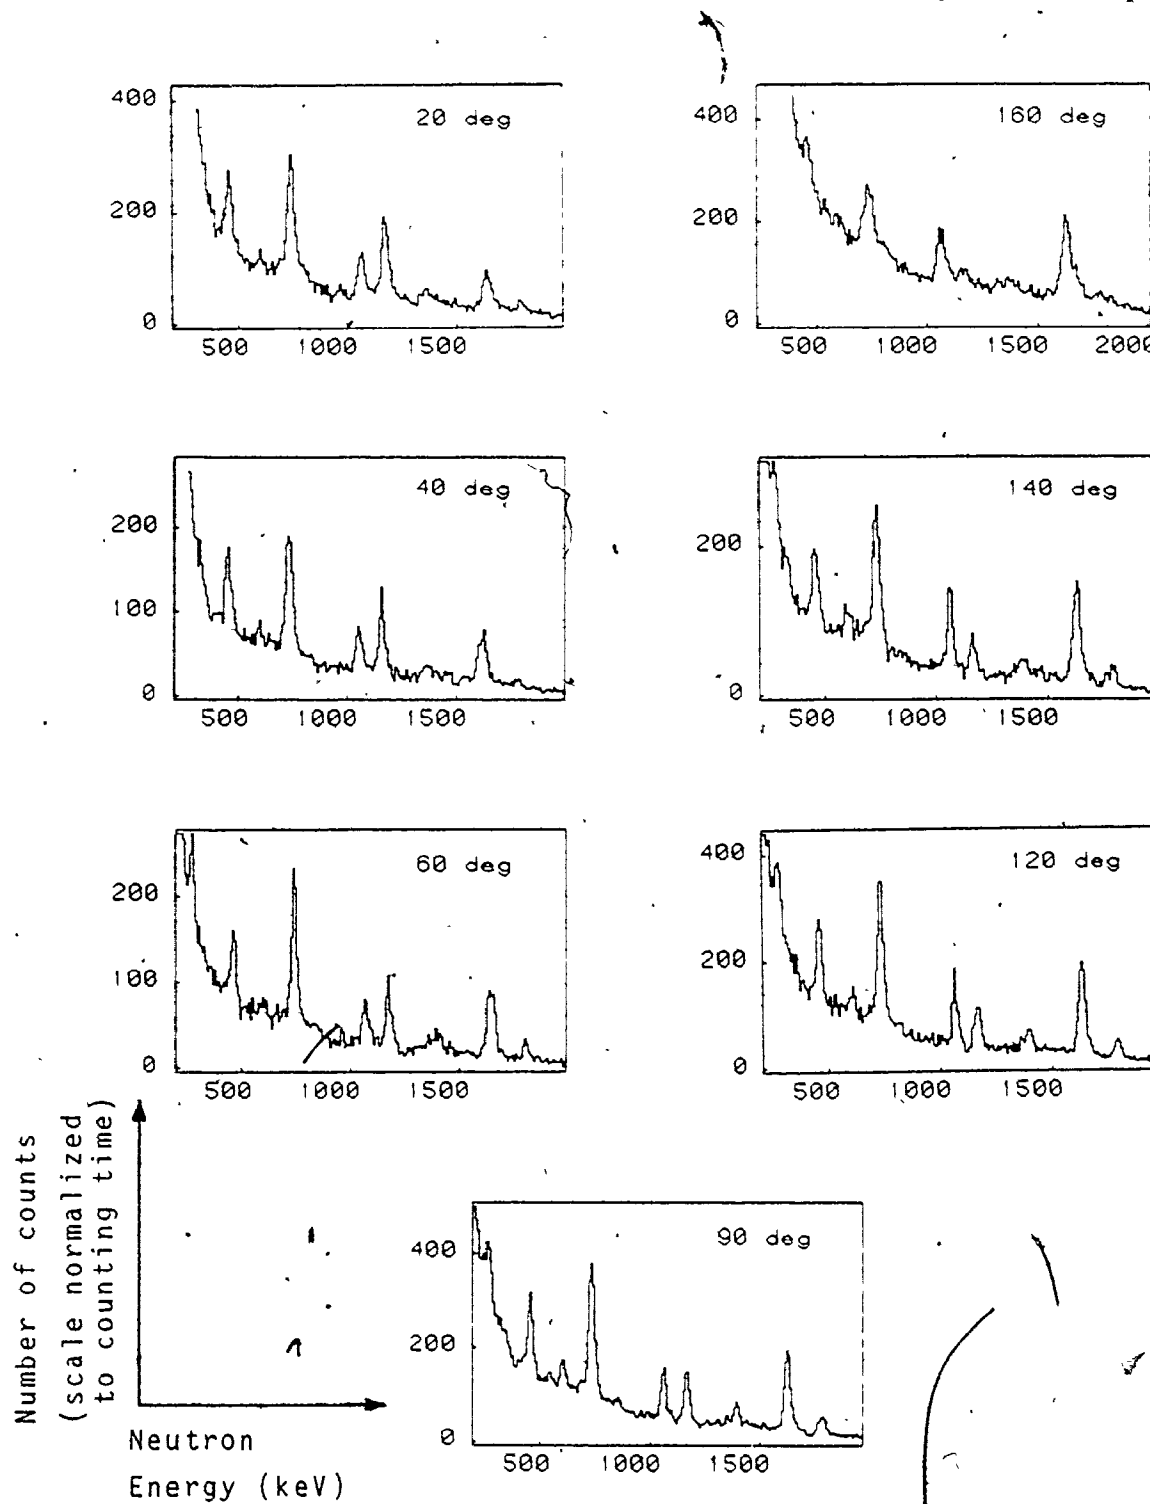 400
20 deg
200
0
500 1000 1500
400
160 deg
200
0
500 1000 1500 2000
40 deg
200
100
0
500 1000 1500
140 deg
200
0
500 1000 1500
60 deg
200
100
0
500 1000 1500
400
120 deg
200
0
500 1000 1500
90 deg
400
200
0
500 1000 1500
Number of counts
(scale normalized
to counting time)
Neutron
Energy (keV)